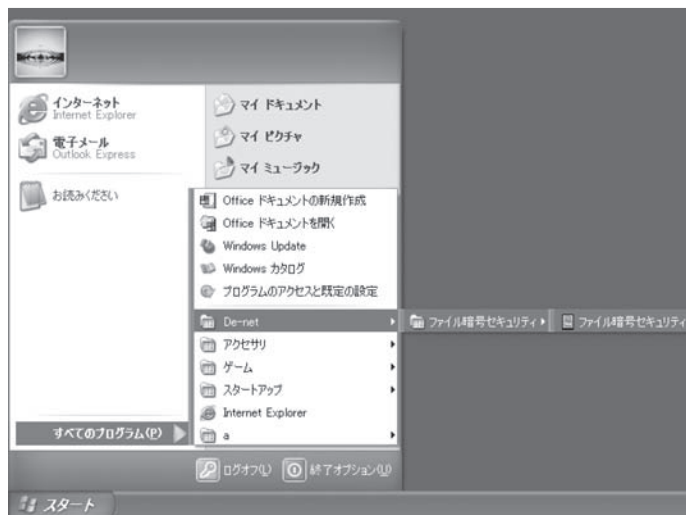 インターネット
Internet Explorer
電子メール
Outlook Express
お読みください
すべてのプログラム(P)
マイ ドキュメント
マイ ピクチャ
マイ ミュージック
Office ドキュメントの新規作成
Office ドキュメントを開く
Windows Update
Windows カタログ
プログラムのアクセスと既定の設定
De-net
アクセサリ
ゲーム
スタートアップ
Internet Explorer
a
ファイル暗号セキュリティ
ファイル暗号セキュリティ
ログオフ(L)
終了オプション(U)
スタート